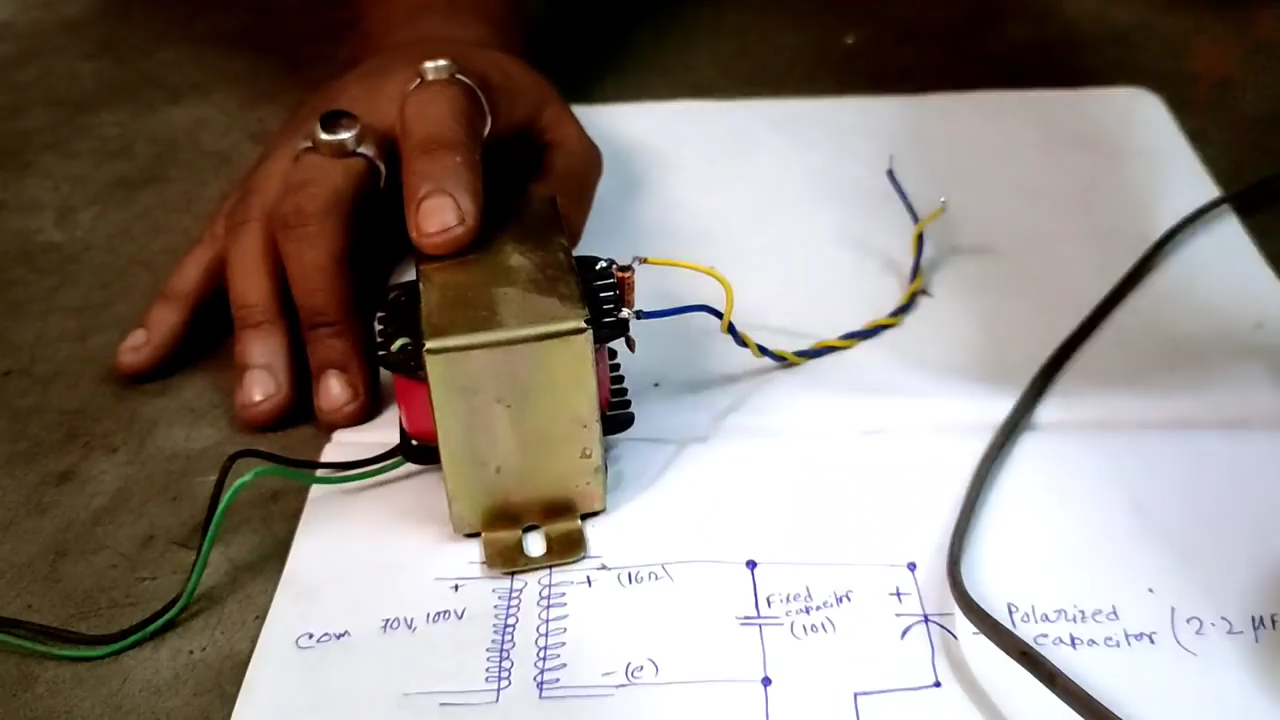 +
+ (16Ω)
com 70V, 100V
Fixed
capacitor
(101)
+
Polarized
capacitor (2.2 µF
- (e)